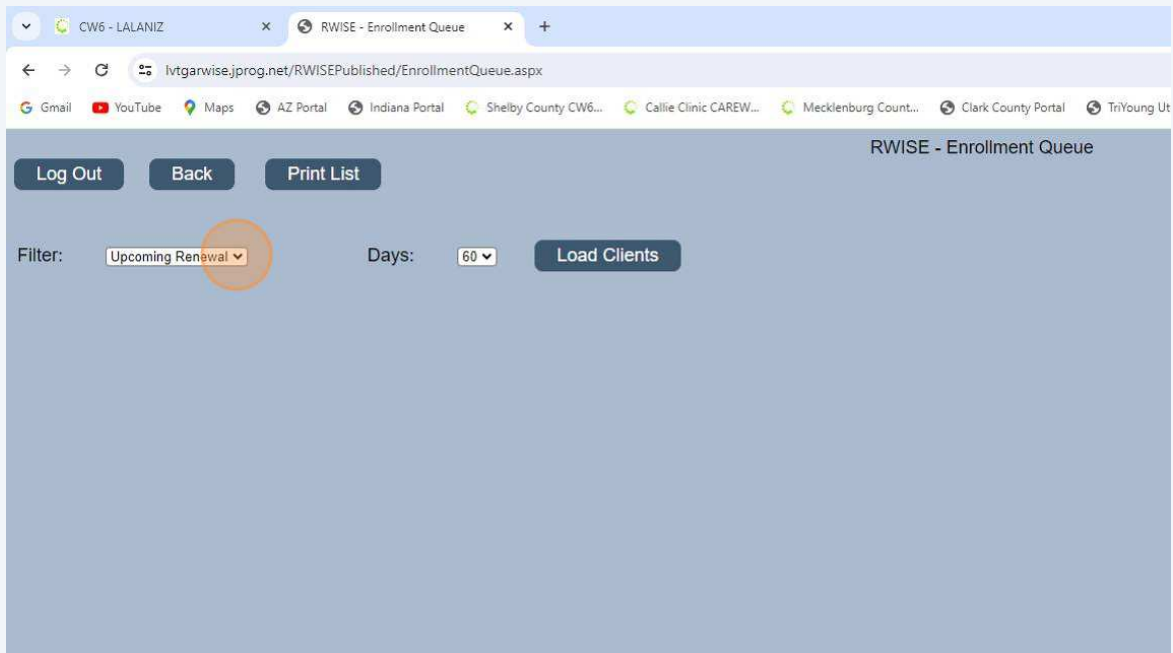 CW6 - LALANIZ RWISE - Enrollment Queue
lvtgarwise.jprog.net/RWISEPublished/EnrollmentQueue.aspx
Gmail YouTube Maps AZ Portal Indiana Portal Shelby County CW6... Callie Clinic CAREW... Mecklenburg Count... Clark County Portal TriYoung Ut
RWISE - Enrollment Queue
Log Out Back Print List
Filter: Upcoming Renewal Days: 60 Load Clients